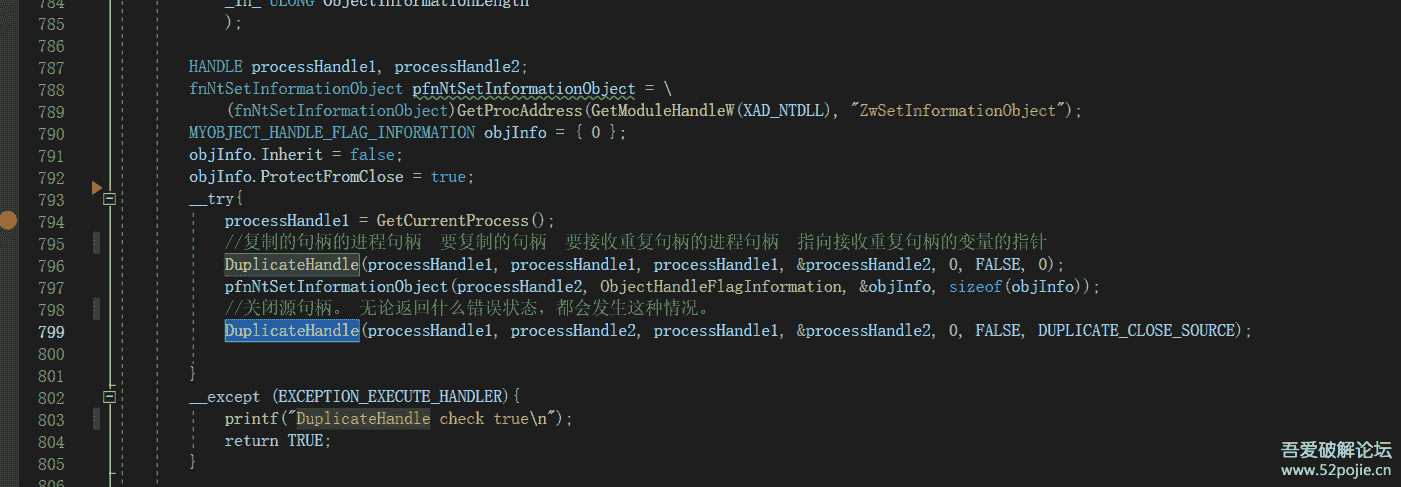 784 _In_ ULONG ObjectInformationLength
785 );
786
787 HANDLE processHandle1, processHandle2;
788 fnNtSetInformationObject pfnNtSetInformationObject = \
789 (fnNtSetInformationObject)GetProcAddress(GetModuleHandleW(XAD_NTDLL), "ZwSetInformationObject");
790 MYOBJECT_HANDLE_FLAG_INFORMATION objInfo = { 0 };
791 objInfo.Inherit = false;
792 objInfo.ProtectFromClose = true;
793 __try{
794 processHandle1 = GetCurrentProcess();
795 //复制的句柄的进程句柄 要复制的句柄 要接收重复句柄的进程句柄 指向接收重复句柄的变量的指针
796 DuplicateHandle(processHandle1, processHandle1, processHandle1, &processHandle2, 0, FALSE, 0);
797 pfnNtSetInformationObject(processHandle2, ObjectHandleFlagInformation, &objInfo, sizeof(objInfo));
798 //关闭源句柄。 无论返回什么错误状态，都会发生这种情况。
799 DuplicateHandle(processHandle1, processHandle2, processHandle1, &processHandle2, 0, FALSE, DUPLICATE_CLOSE_SOURCE);
800
801 }
802 __except (EXCEPTION_EXECUTE_HANDLER){
803 printf("DuplicateHandle check true\n");
804 return TRUE;
805 }
806
吾爱破解论坛
www.52pojie.cn